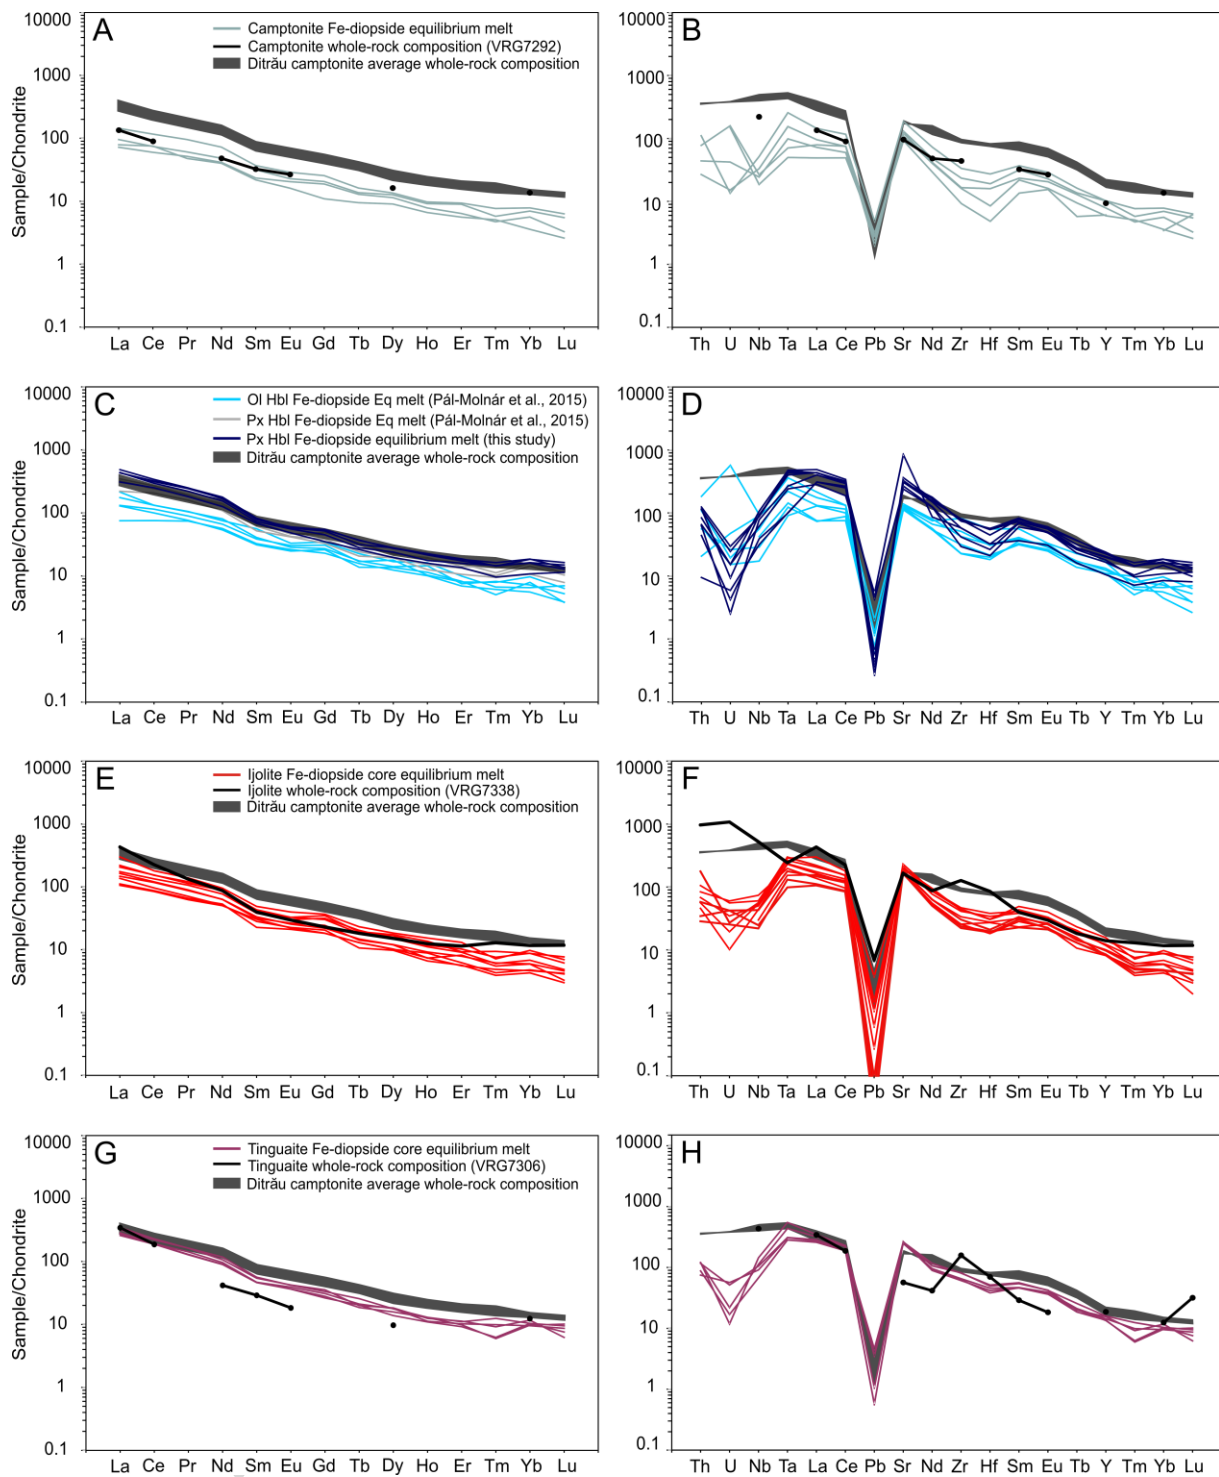 A
Camptonite Fe-diopside equilibrium melt
Camptonite whole-rock composition (VRG7292)
Ditrău camptonite average whole-rock composition
10000
1000
100
10
1
0.1
Sample/Chondrite
La Ce Pr Nd Sm Eu Gd Tb Dy Ho Er Tm Yb Lu
B
10000
1000
100
10
1
0.1
Th U Nb Ta La Ce Pb Sr Nd Zr Hf Sm Eu Tb Y Tm Yb Lu
C
Ol Hbl Fe-diopside Eq melt (Pál-Molnár et al., 2015)
Px Hbl Fe-diopside Eq melt (Pál-Molnár et al., 2015)
Px Hbl Fe-diopside equilibrium melt (this study)
Ditrău camptonite average whole-rock composition
10000
1000
100
10
1
0.1
Sample/Chondrite
La Ce Pr Nd Sm Eu Gd Tb Dy Ho Er Tm Yb Lu
D
10000
1000
100
10
1
0.1
Th U Nb Ta La Ce Pb Sr Nd Zr Hf Sm Eu Tb Y Tm Yb Lu
E
Ijolite Fe-diopside core equilibrium melt
Ijolite whole-rock composition (VRG7338)
Ditrău camptonite average whole-rock composition
10000
1000
100
10
1
0.1
Sample/Chondrite
La Ce Pr Nd Sm Eu Gd Tb Dy Ho Er Tm Yb Lu
F
10000
1000
100
10
1
0.1
Th U Nb Ta La Ce Pb Sr Nd Zr Hf Sm Eu Tb Y Tm Yb Lu
G
Tinguaite Fe-diopside core equilibrium melt
Tinguaite whole-rock composition (VRG7306)
Ditrău camptonite average whole-rock composition
10000
1000
100
10
1
0.1
Sample/Chondrite
La Ce Pr Nd Sm Eu Gd Tb Dy Ho Er Tm Yb Lu
H
10000
1000
100
10
1
0.1
Th U Nb Ta La Ce Pb Sr Nd Zr Hf Sm Eu Tb Y Tm Yb Lu